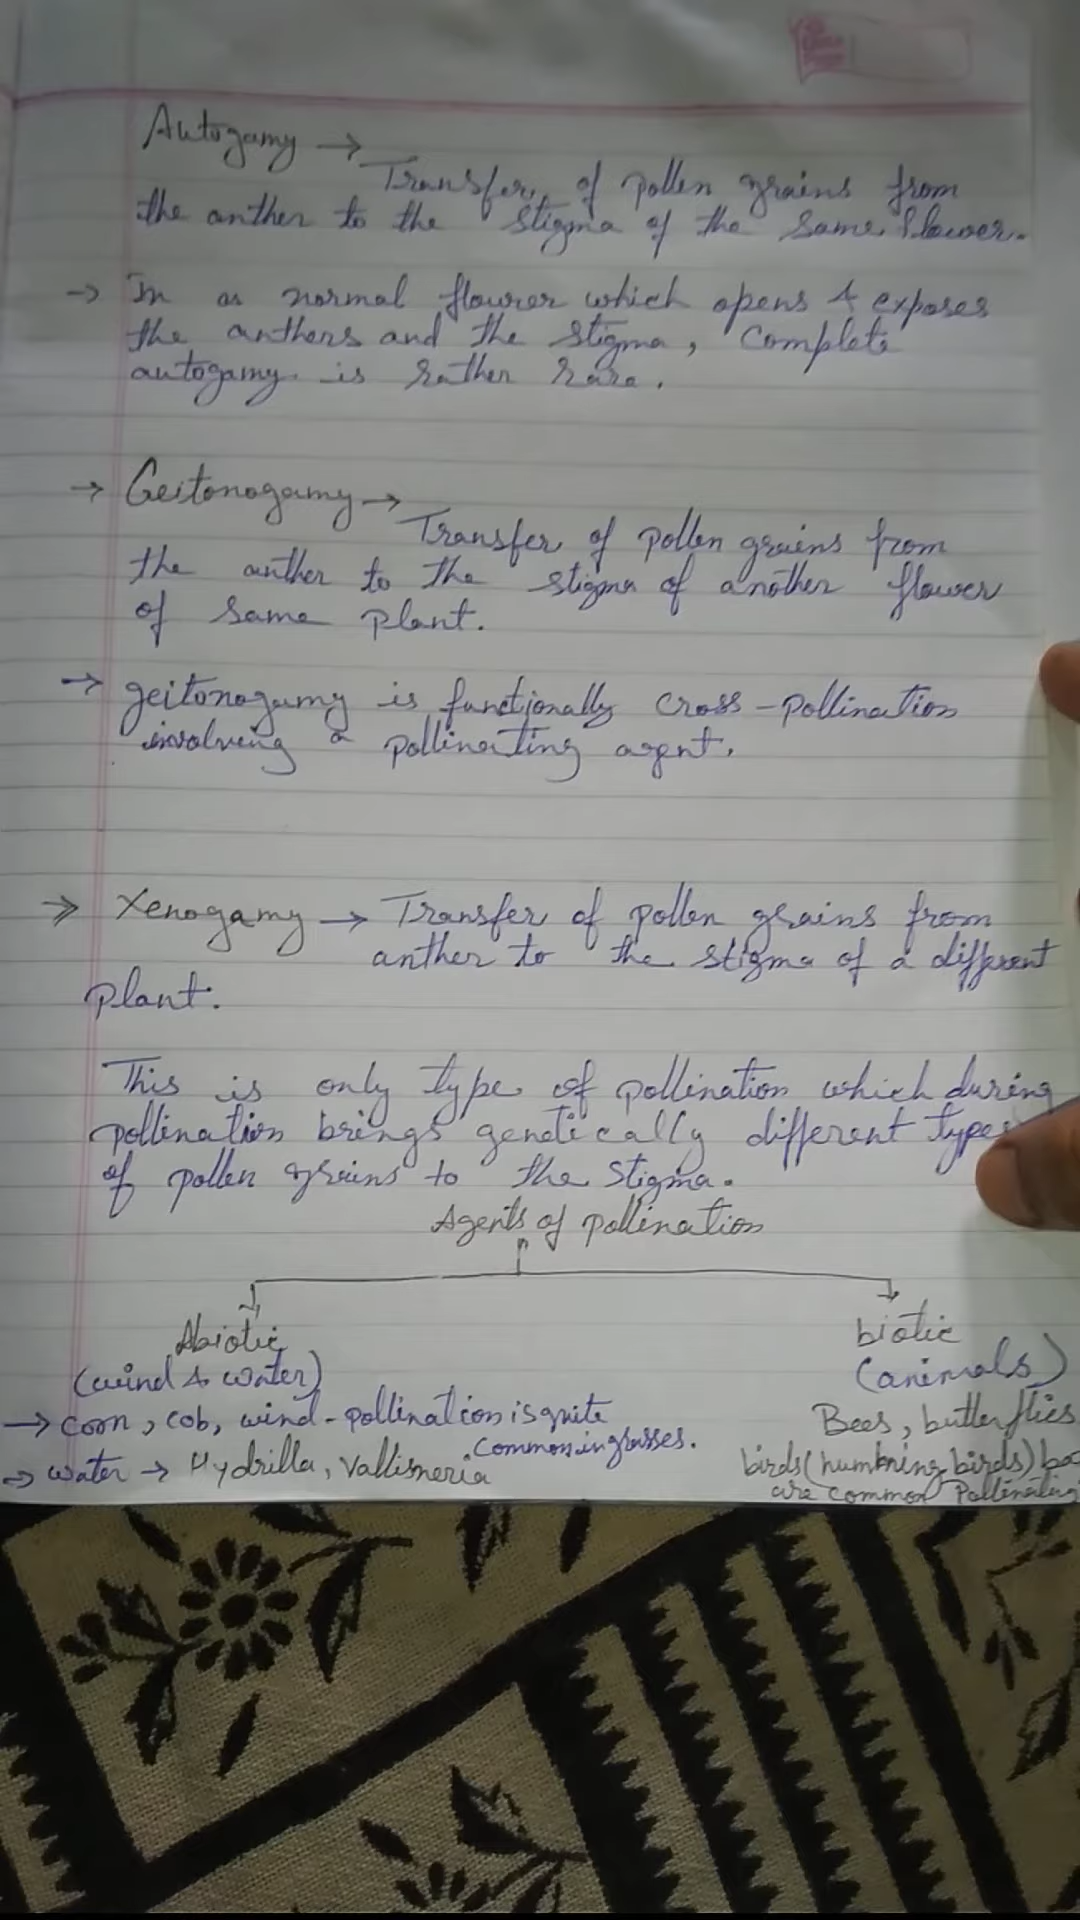 Autogamy →
Transfer of pollen grains from
the anther to the stigma of the same flower.
→ In a normal flower which opens & exposes
the anthers and the stigma, complete
autogamy is rather rare.
→ Geitonogamy →
Transfer of pollen grains from
the anther to the stigma of another flower
of same plant.
→ geitonogamy is functionally cross-pollination
involving a pollinating agent.
→ Xenogamy → Transfer of pollen grains from
anther to the stigma of a different
plant.
This is only type of pollination which during
pollination brings genetically different type
of pollen grains to the stigma.
Agents of pollination
Abiotic
(wind & water)
→ corn, cob, wind-pollination is quite
common in grasses.
→ water → Hydrilla, Vallisneria
biotic
(animals)
Bees, butterflies
birds (humbning birds)
are common Pollinating